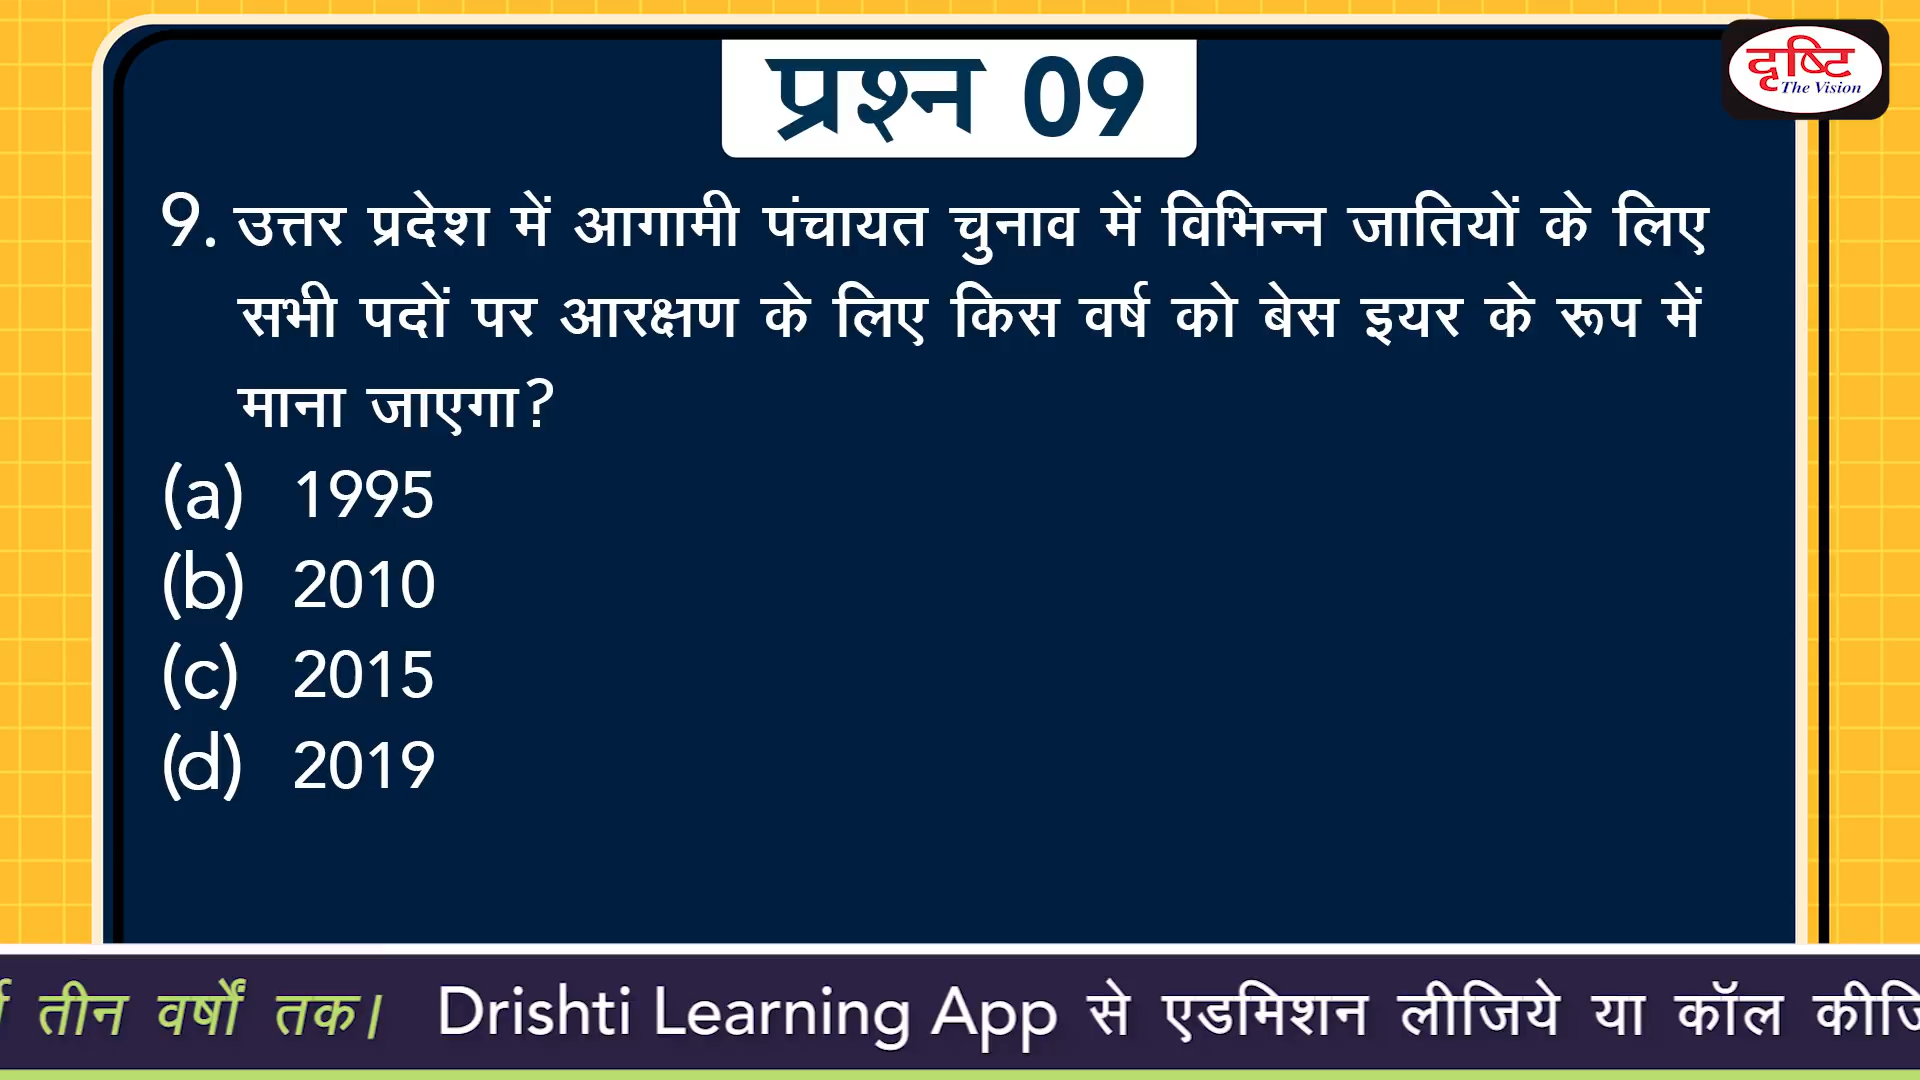 प्रश्न 09
दृष्टि
The Vision
9. उत्तर प्रदेश में आगामी पंचायत चुनाव में विभिन्न जातियों के लिए
सभी पदों पर आरक्षण के लिए किस वर्ष को बेस इयर के रूप में
माना जाएगा?
(a) 1995
(b) 2010
(c) 2015
(d) 2019
तीन वर्षों तक। Drishti Learning App से एडमिशन लीजिये या कॉल